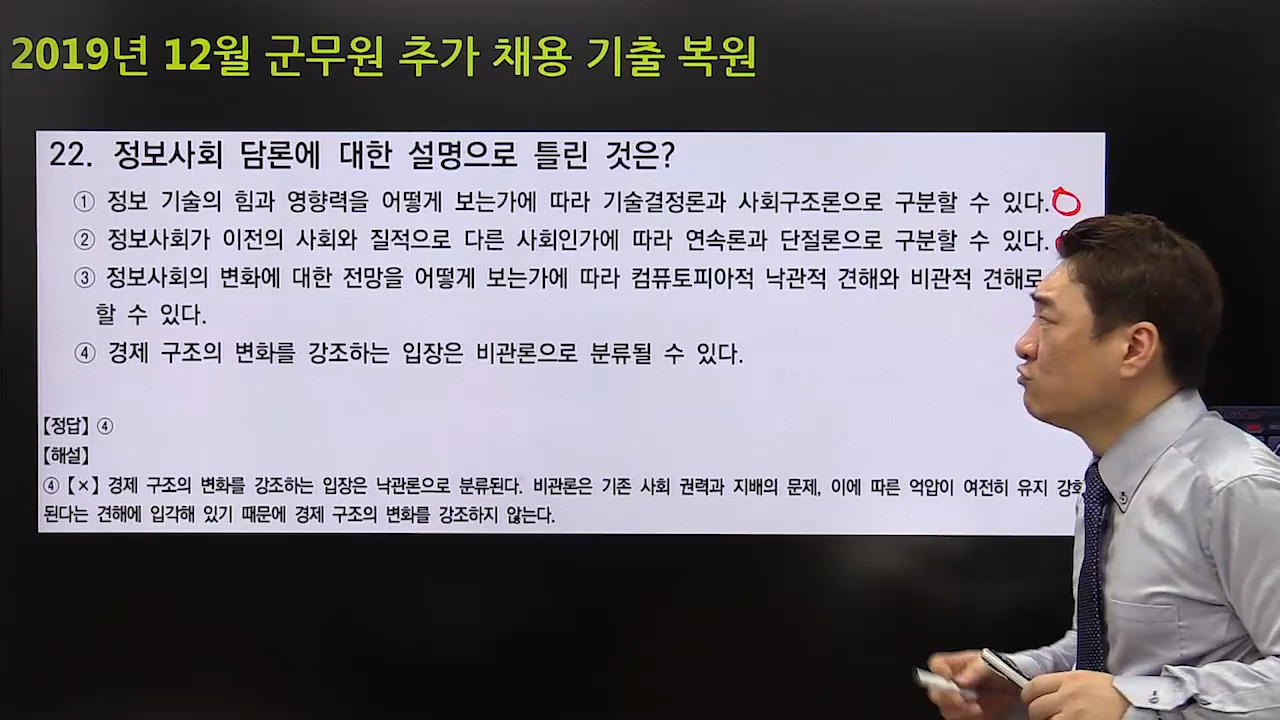 2019년 12월 군무원 추가 채용 기출 복원
22. 정보사회 담론에 대한 설명으로 틀린 것은?
① 정보 기술의 힘과 영향력을 어떻게 보는가에 따라 기술결정론과 사회구조론으로 구분할 수 있다.
② 정보사회가 이전의 사회와 질적으로 다른 사회인가에 따라 연속론과 단절론으로 구분할 수 있다.
③ 정보사회의 변화에 대한 전망을 어떻게 보는가에 따라 컴퓨토피아적 낙관적 견해와 비관적 견해로
할 수 있다.
④ 경제 구조의 변화를 강조하는 입장은 비관론으로 분류될 수 있다.
【정답】 ④
【해설】
④ 【×】 경제 구조의 변화를 강조하는 입장은 낙관론으로 분류된다. 비관론은 기존 사회 권력과 지배의 문제, 이에 따른 억압이 여전히 유지 강화
된다는 견해에 입각해 있기 때문에 경제 구조의 변화를 강조하지 않는다.